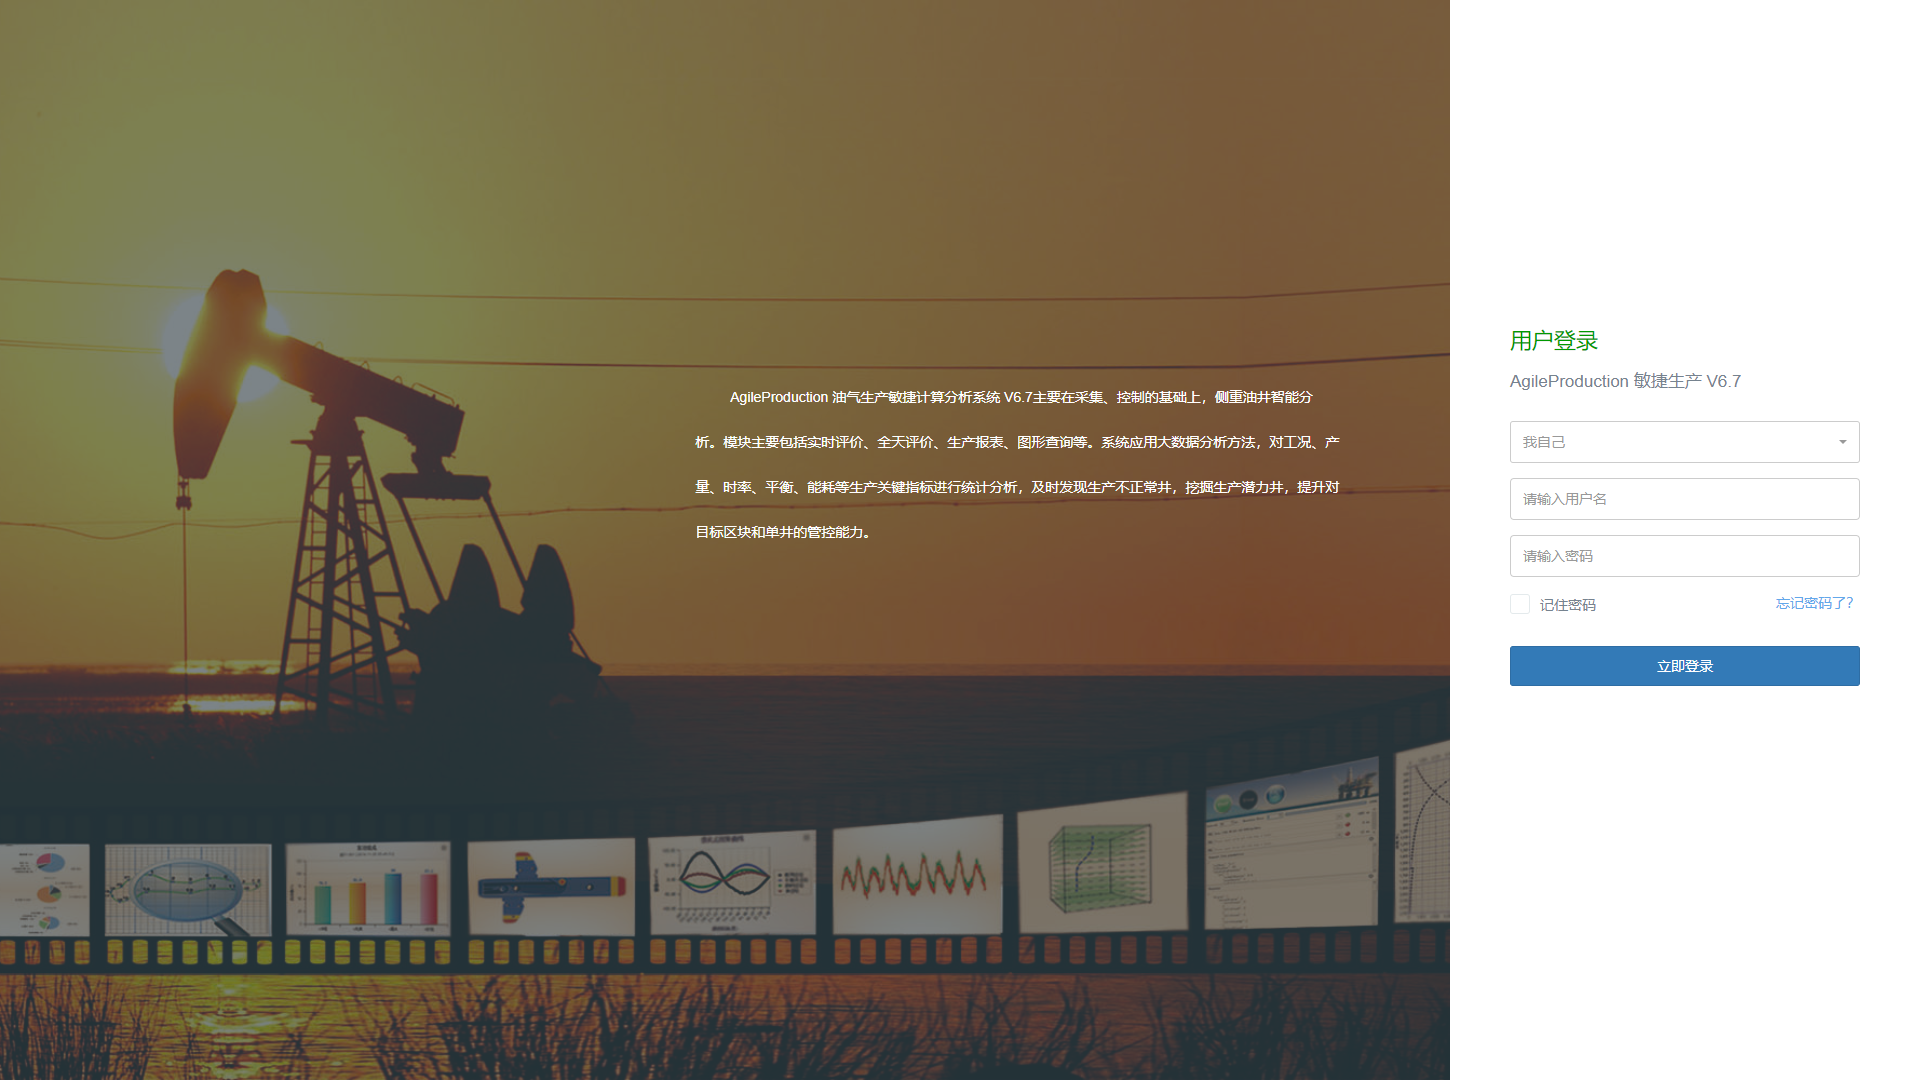 AgileProduction 油气生产敏捷计算分析系统 V6.7主要在采集、控制的基础上，侧重油井智能分
析。模块主要包括实时评价、全天评价、生产报表、图形查询等。系统应用大数据分析方法，对工况、产
量、时率、平衡、能耗等生产关键指标进行统计分析，及时发现生产不正常井，挖掘生产潜力井，提升对
目标区块和单井的管控能力。
用户登录
AgileProduction 敏捷生产 V6.7
我自己
请输入用户名
请输入密码
记住密码
忘记密码了?
立即登录